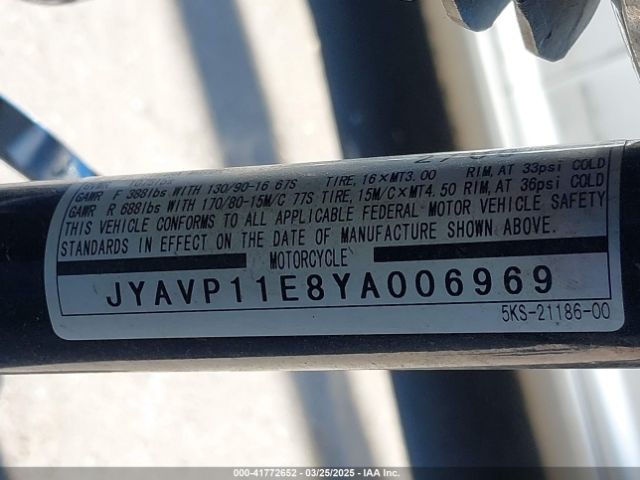 GAWR F 388lbs WITH 130/90-16 67S TIRE, 16×MT3.00 RIM, AT 33psi COLD
GAWR R 688lbs WITH 170/80-15M/C 77S TIRE, 15M/C×MT4.50 RIM, AT 36psi COLD
THIS VEHICLE CONFORMS TO ALL APPLICABLE FEDERAL MOTOR VEHICLE SAFETY
STANDARDS IN EFFECT ON THE DATE OF MANUFACTURE SHOWN ABOVE.
MOTORCYCLE
JYAVP11E8YA006969
5KS-21186-00
000-41772652 - 03/25/2025 - IAA Inc.